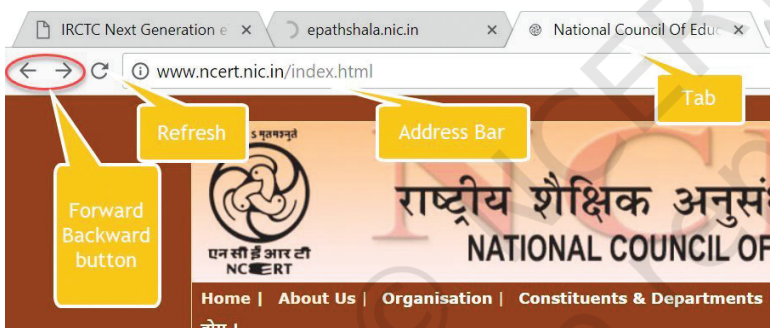 IRCTC Next Generation e
epathshala.nic.in
National Council Of Educ
www.ncert.nic.in/index.html
Tab
Refresh
Address Bar
Forward
Backward
button
एन सी ई आर टी
NCERT
राष्ट्रीय शैक्षिक अनुसं
NATIONAL COUNCIL OF
Home | About Us | Organisation | Constituents & Departments
© NCER